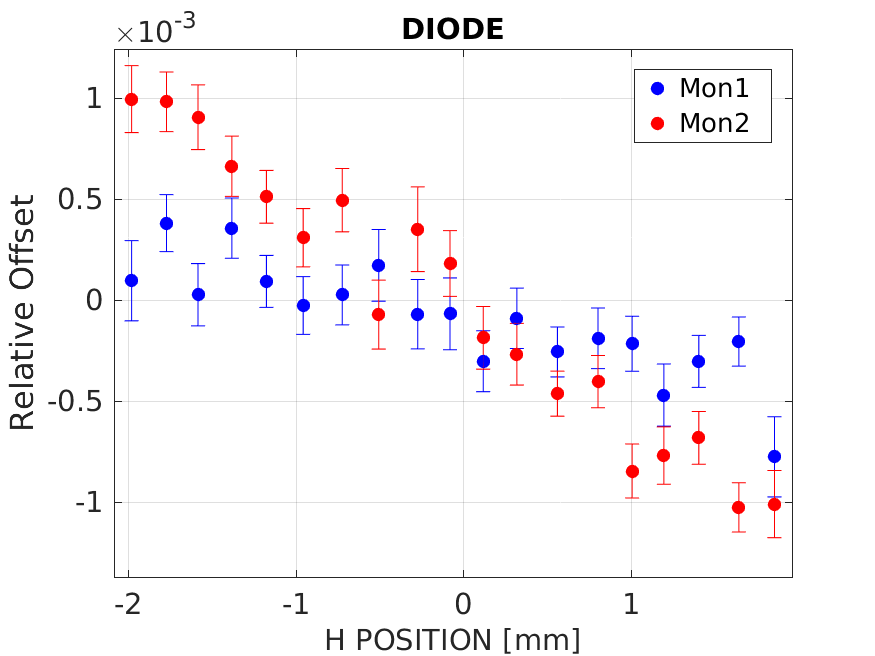 DIODE
×10^-3
Mon1
Mon2
1
0.5
0
-0.5
-1
Relative Offset
-2
-1
0
1
H POSITION [mm]